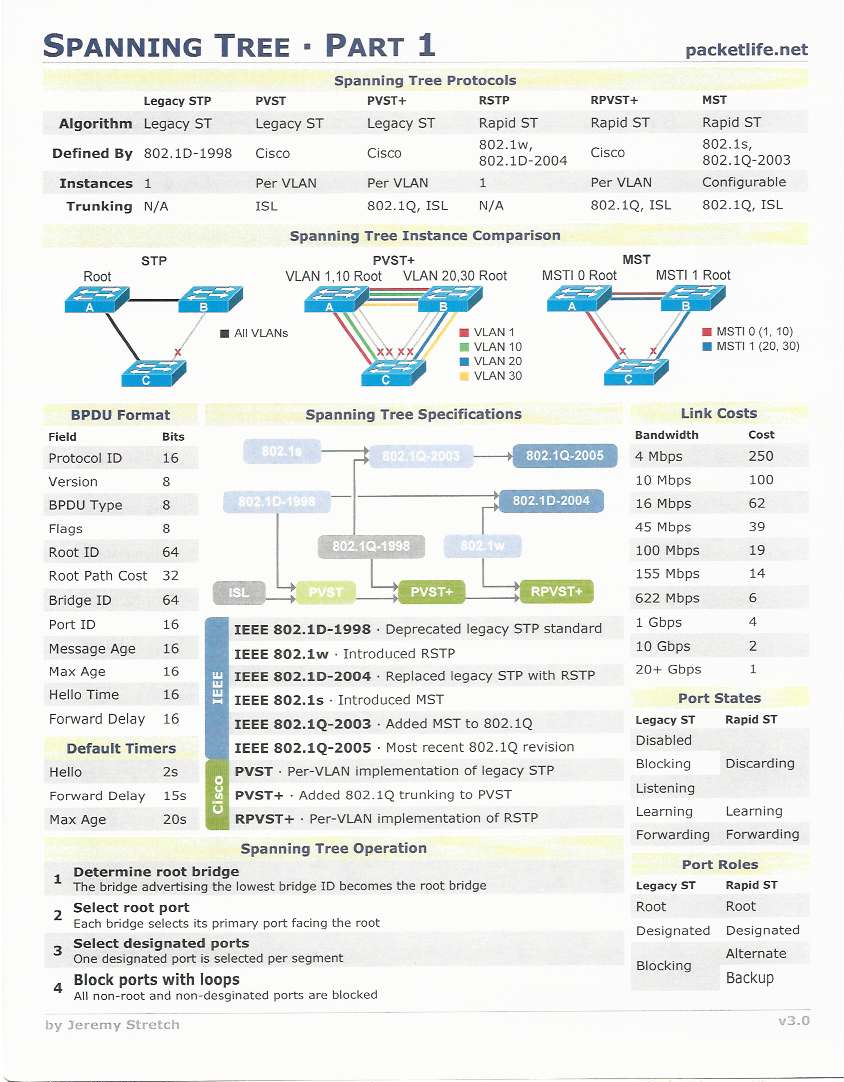 SPANNING TREE · PART 1
packetlife.net
Spanning Tree Protocols
Legacy STP PVST PVST+ RSTP RPVST+ MST
Algorithm Legacy ST Legacy ST Legacy ST Rapid ST Rapid ST Rapid ST
Defined By 802.1D-1998 Cisco Cisco 802.1w, 802.1D-2004 Cisco 802.1s, 802.1Q-2003
Instances 1 Per VLAN Per VLAN 1 Per VLAN Configurable
Trunking N/A ISL 802.1Q, ISL N/A 802.1Q, ISL 802.1Q, ISL
Spanning Tree Instance Comparison
STP
Root
A
B
C
x
All VLANs
PVST+
VLAN 1,10 Root VLAN 20,30 Root
A
B
C
x x x x
VLAN 1
VLAN 10
VLAN 20
VLAN 30
MST
MSTI 0 Root MSTI 1 Root
A
B
C
x x
MSTI 0 (1, 10)
MSTI 1 (20, 30)
BPDU Format
Field Bits
Protocol ID 16
Version 8
BPDU Type 8
Flags 8
Root ID 64
Root Path Cost 32
Bridge ID 64
Port ID 16
Message Age 16
Max Age 16
Hello Time 16
Forward Delay 16
Default Timers
Hello 2s
Forward Delay 15s
Max Age 20s
Spanning Tree Specifications
802.1s 802.1Q-2003 802.1Q-2005
802.1D-1998 802.1D-2004
802.1Q-1998 802.1w
ISL PVST PVST+ RPVST+
IEEE
IEEE 802.1D-1998 · Deprecated legacy STP standard
IEEE 802.1w · Introduced RSTP
IEEE 802.1D-2004 · Replaced legacy STP with RSTP
IEEE 802.1s · Introduced MST
IEEE 802.1Q-2003 · Added MST to 802.1Q
IEEE 802.1Q-2005 · Most recent 802.1Q revision
Cisco
PVST · Per-VLAN implementation of legacy STP
PVST+ · Added 802.1Q trunking to PVST
RPVST+ · Per-VLAN implementation of RSTP
Link Costs
Bandwidth Cost
4 Mbps 250
10 Mbps 100
16 Mbps 62
45 Mbps 39
100 Mbps 19
155 Mbps 14
622 Mbps 6
1 Gbps 4
10 Gbps 2
20+ Gbps 1
Port States
Legacy ST Rapid ST
Disabled
Blocking Discarding
Listening
Learning Learning
Forwarding Forwarding
Port Roles
Legacy ST Rapid ST
Root Root
Designated Designated
Blocking Alternate
Backup
Spanning Tree Operation
1 Determine root bridge
The bridge advertising the lowest bridge ID becomes the root bridge
2 Select root port
Each bridge selects its primary port facing the root
3 Select designated ports
One designated port is selected per segment
4 Block ports with loops
All non-root and non-desginated ports are blocked
by Jeremy Stretch
v3.0